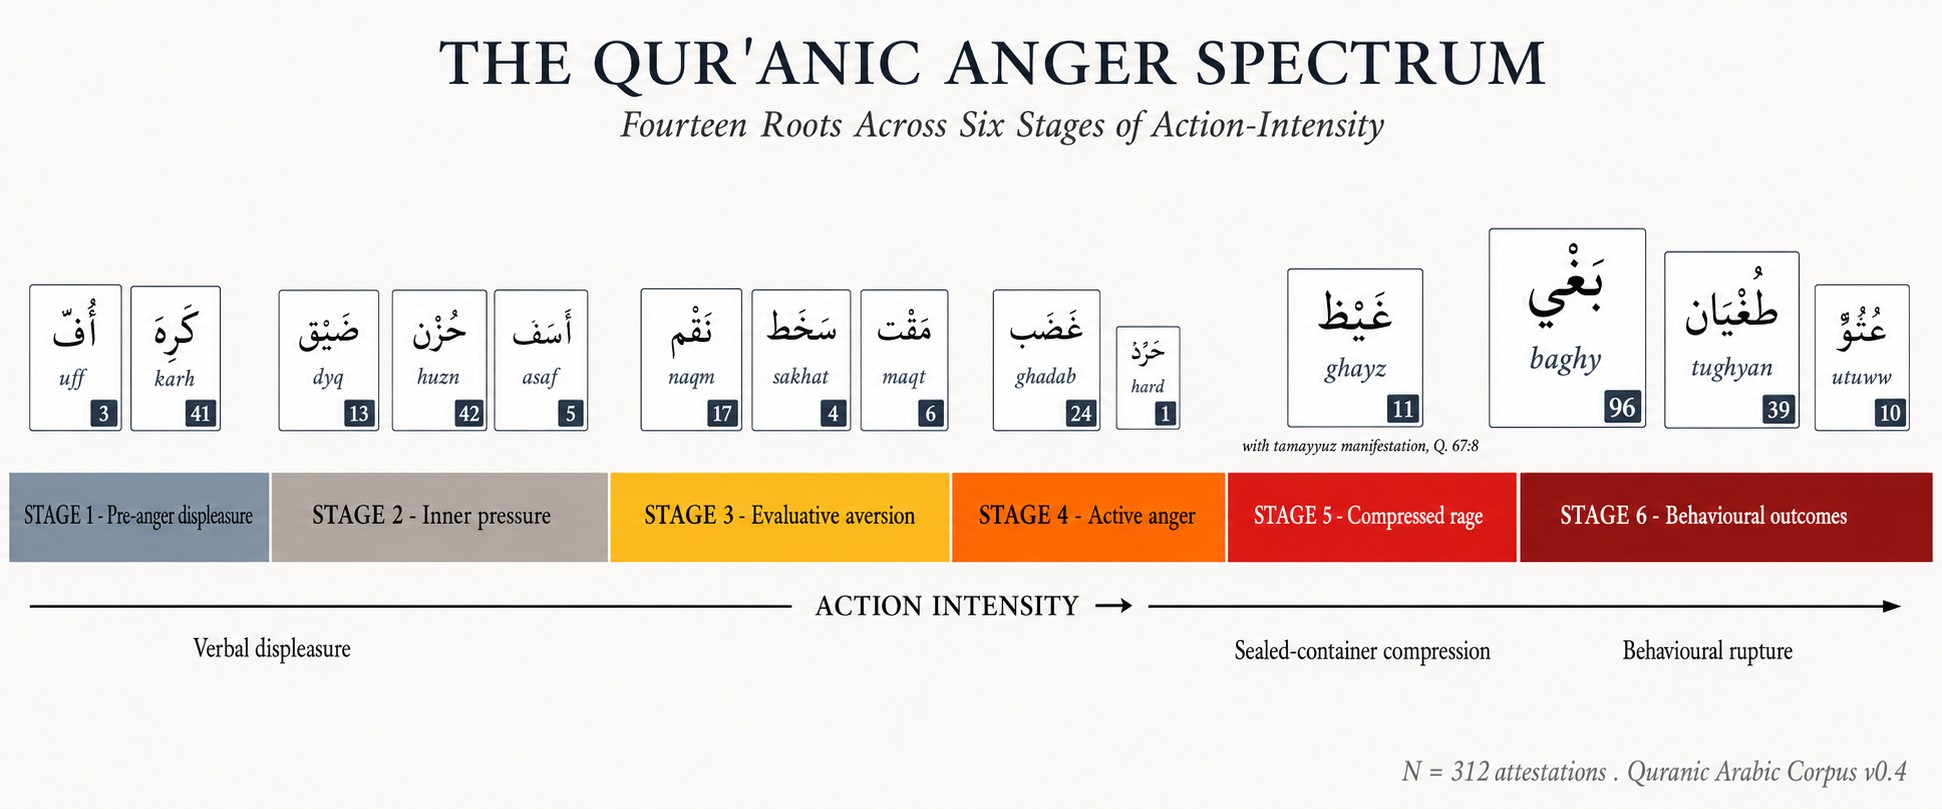 THE QUR'ANIC ANGER SPECTRUM
Fourteen Roots Across Six Stages of Action-Intensity
أُفّ
uff
3
كَرِهَ
karh
41
ضَيْق
dyq
13
حُزْن
huzn
42
أَسَفَ
asaf
5
نَقْم
naqm
17
سَخَط
sakhat
4
مَقْت
maqt
6
غَضَب
ghadab
24
حَرْدْ
hard
1
غَيْظ
ghayz
11
with tamayyuz manifestation, Q. 67:8
بَغْي
baghy
96
طُغْيَان
tughyan
39
عُتُوٌّ
utuww
10
STAGE 1 - Pre-anger displeasure
STAGE 2 - Inner pressure
STAGE 3 - Evaluative aversion
STAGE 4 - Active anger
STAGE 5 - Compressed rage
STAGE 6 - Behavioural outcomes
ACTION INTENSITY →
Verbal displeasure
Sealed-container compression
Behavioural rupture
N = 312 attestations . Quranic Arabic Corpus v0.4